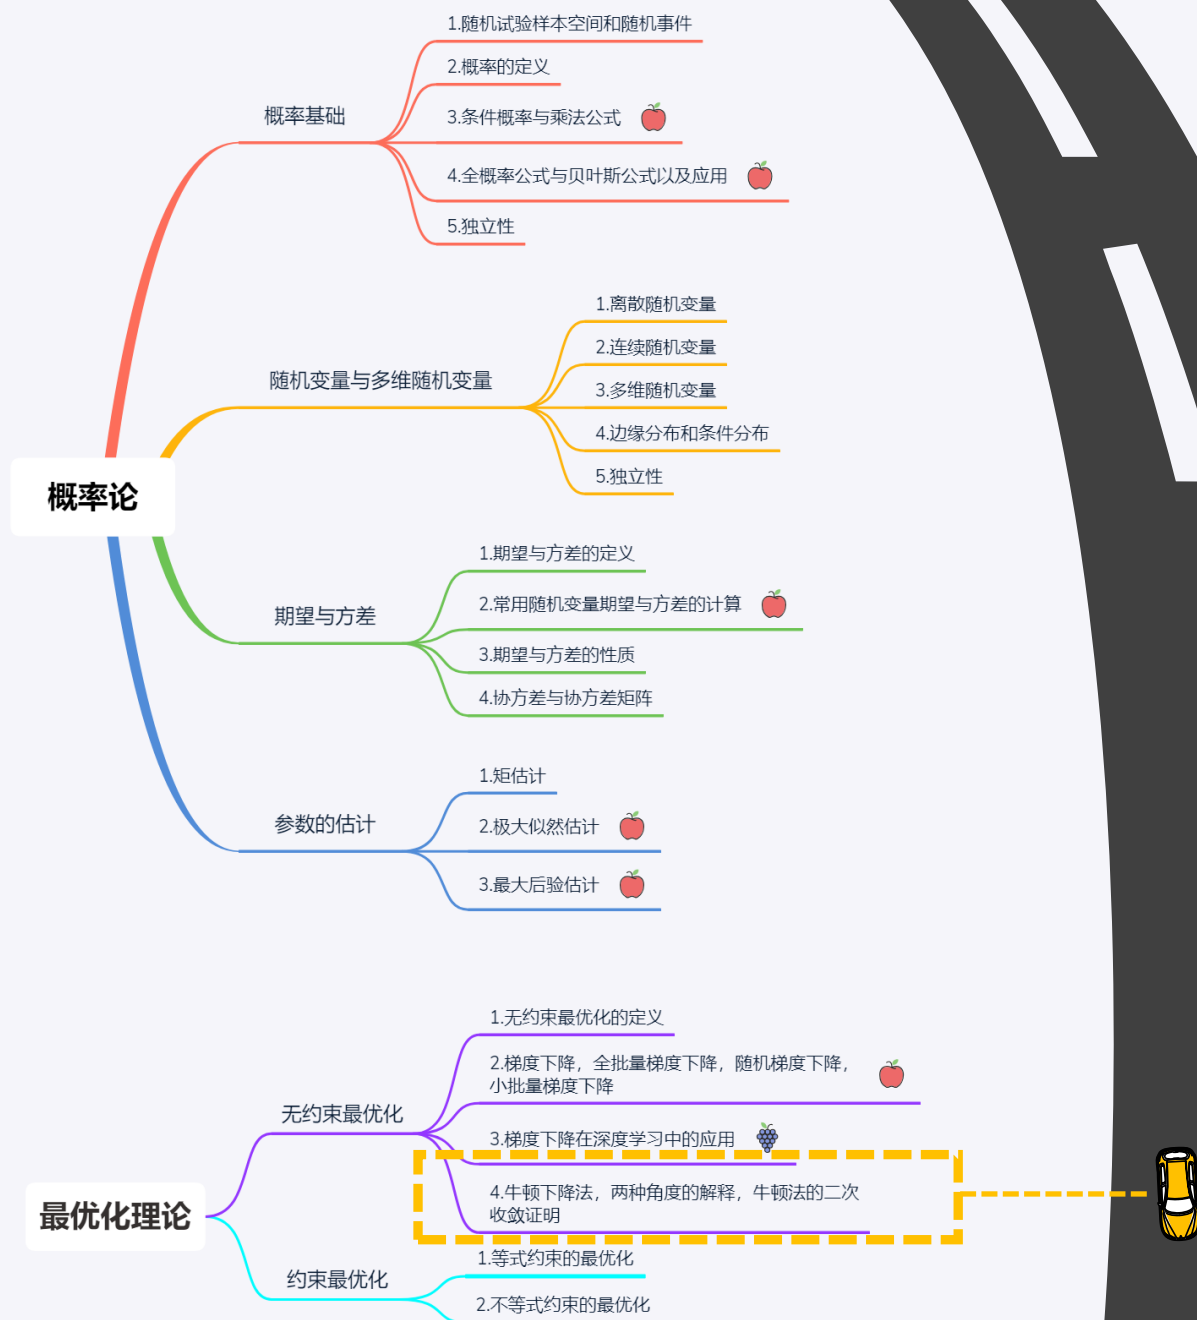 1.随机试验样本空间和随机事件
2.概率的定义
概率基础
3.条件概率与乘法公式
4.全概率公式与贝叶斯公式以及应用
5.独立性
1.离散随机变量
2.连续随机变量
随机变量与多维随机变量
3.多维随机变量
4.边缘分布和条件分布
5.独立性
概率论
1.期望与方差的定义
2.常用随机变量期望与方差的计算
期望与方差
3.期望与方差的性质
4.协方差与协方差矩阵
1.矩估计
参数的估计
2.极大似然估计
3.最大后验估计
1.无约束最优化的定义
2.梯度下降，全批量梯度下降，随机梯度下降，
小批量梯度下降
无约束最优化
3.梯度下降在深度学习中的应用
4.牛顿下降法，两种角度的解释，牛顿法的二次
收敛证明
最优化理论
1.等式约束的最优化
约束最优化
2.不等式约束的最优化